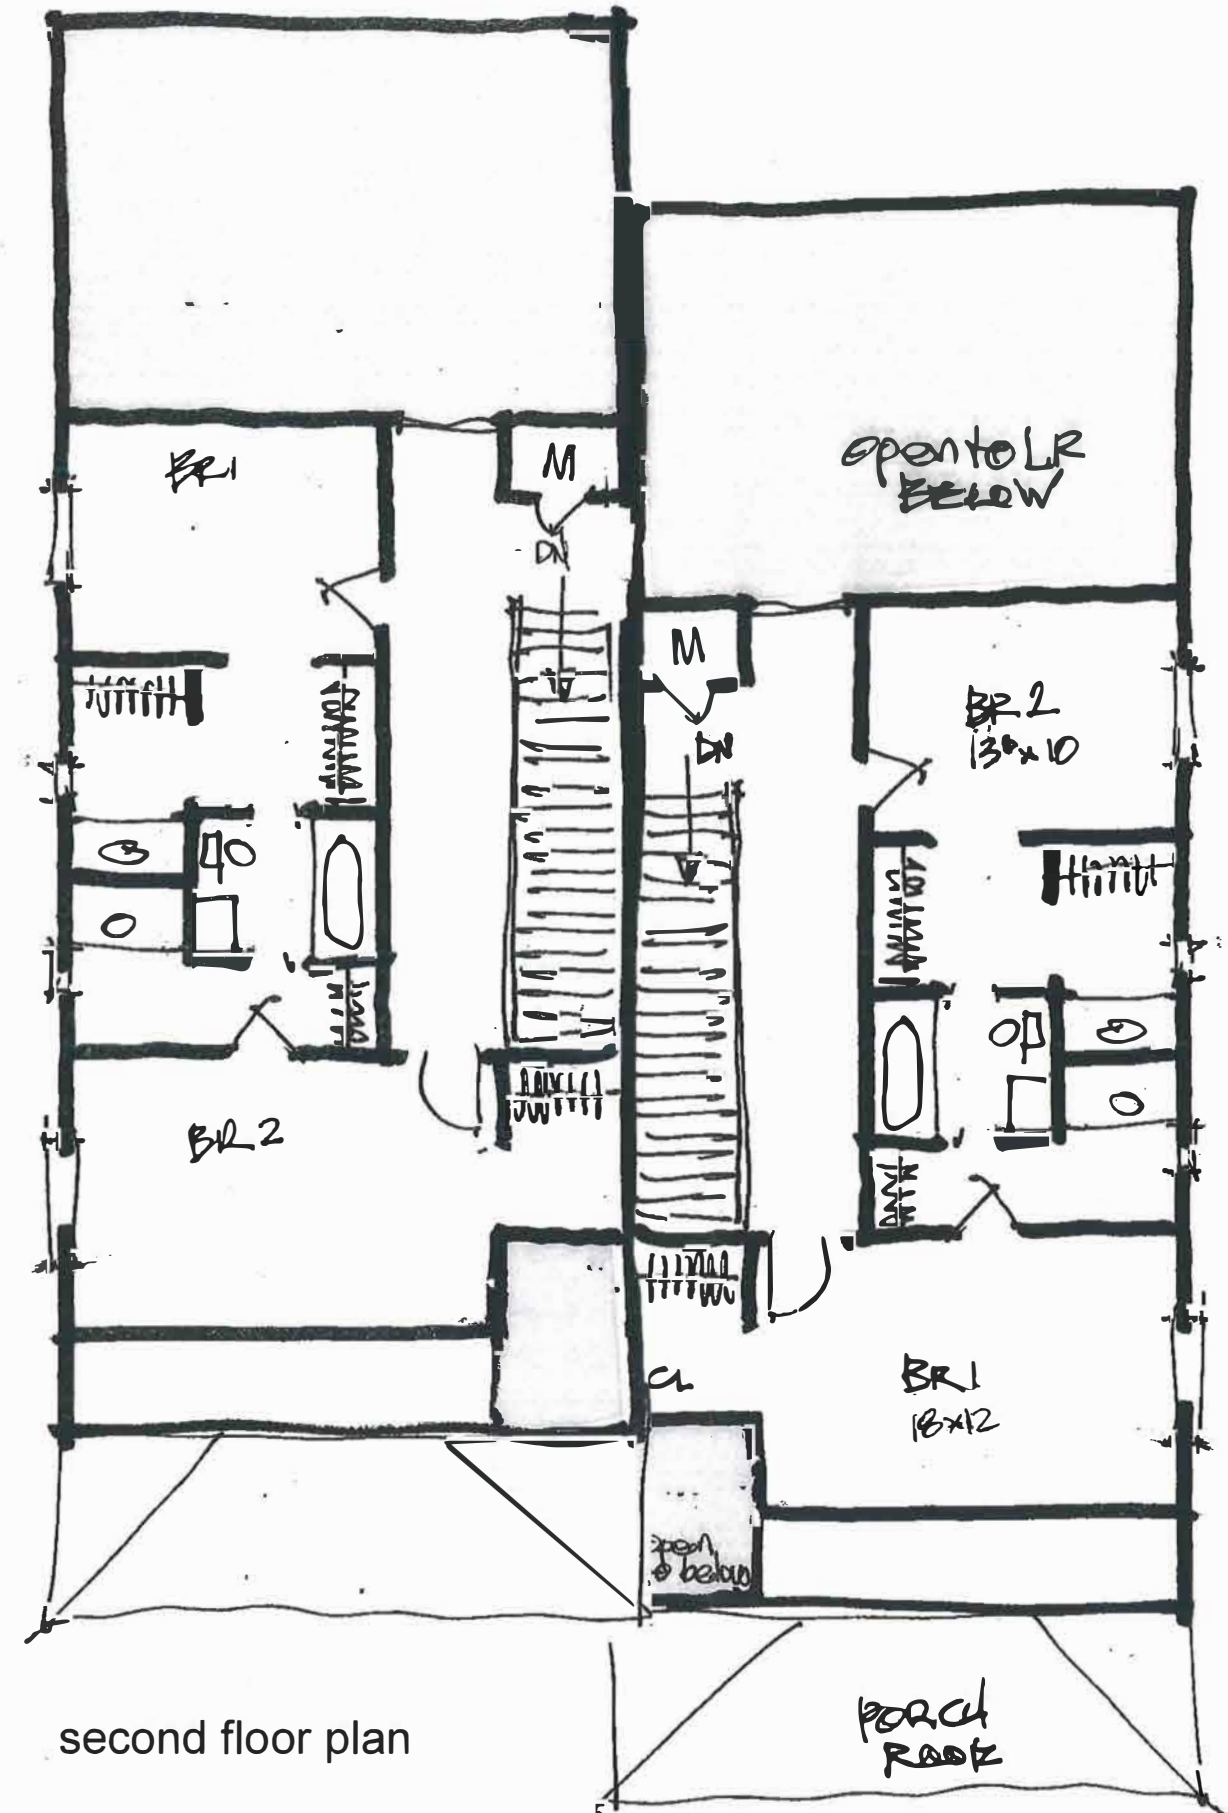 BR1
M
DN
open to LR
BELOW
M
BR2
13⁶x10
DN
BR2
CL
BR1
18x12
open
to below
PORCH
ROOF
second floor plan